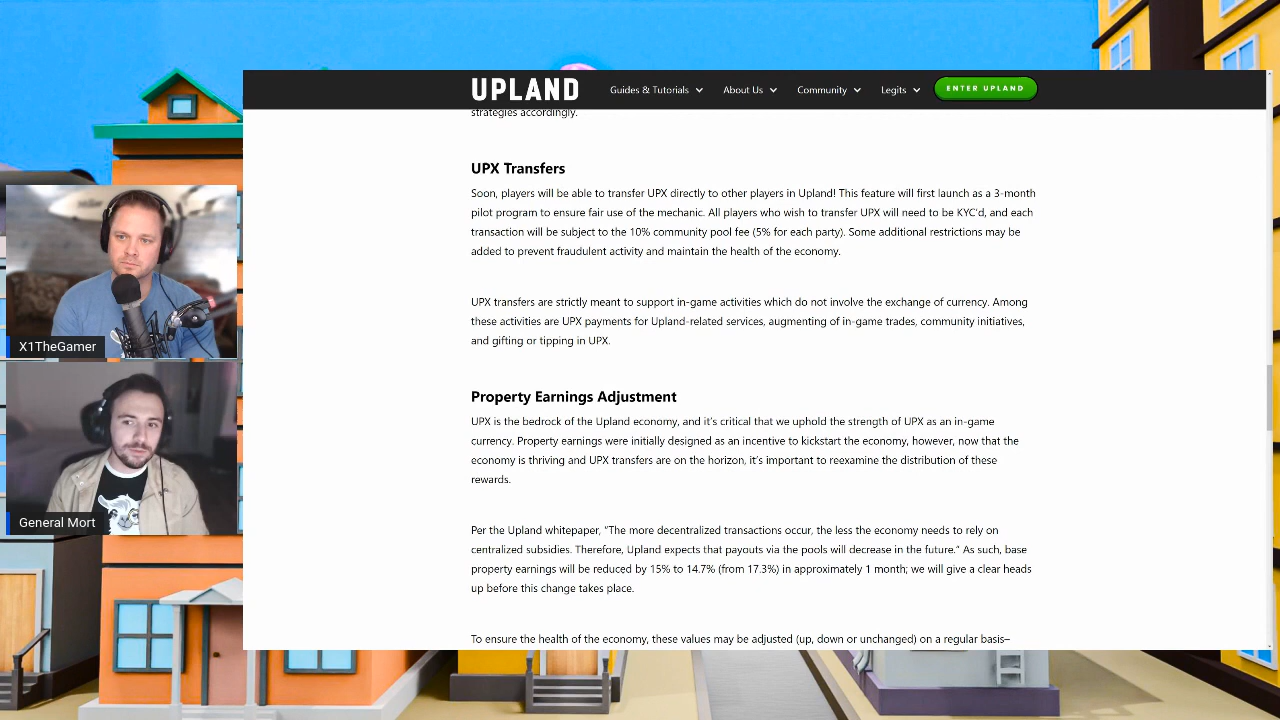 UPLAND
Guides & Tutorials
About Us
Community
Legits
ENTER UPLAND
strategies accordingly.
UPX Transfers
Soon, players will be able to transfer UPX directly to other players in Upland! This feature will first launch as a 3-month
pilot program to ensure fair use of the mechanic. All players who wish to transfer UPX will need to be KYC'd, and each
transaction will be subject to the 10% community pool fee (5% for each party). Some additional restrictions may be
added to prevent fraudulent activity and maintain the health of the economy.
UPX transfers are strictly meant to support in-game activities which do not involve the exchange of currency. Among
these activities are UPX payments for Upland-related services, augmenting of in-game trades, community initiatives,
and gifting or tipping in UPX.
Property Earnings Adjustment
UPX is the bedrock of the Upland economy, and it's critical that we uphold the strength of UPX as an in-game
currency. Property earnings were initially designed as an incentive to kickstart the economy, however, now that the
economy is thriving and UPX transfers are on the horizon, it's important to reexamine the distribution of these
rewards.
Per the Upland whitepaper, “The more decentralized transactions occur, the less the economy needs to rely on
centralized subsidies. Therefore, Upland expects that payouts via the pools will decrease in the future.” As such, base
property earnings will be reduced by 15% to 14.7% (from 17.3%) in approximately 1 month; we will give a clear heads
up before this change takes place.
To ensure the health of the economy, these values may be adjusted (up, down or unchanged) on a regular basis–
X1TheGamer
General Mort